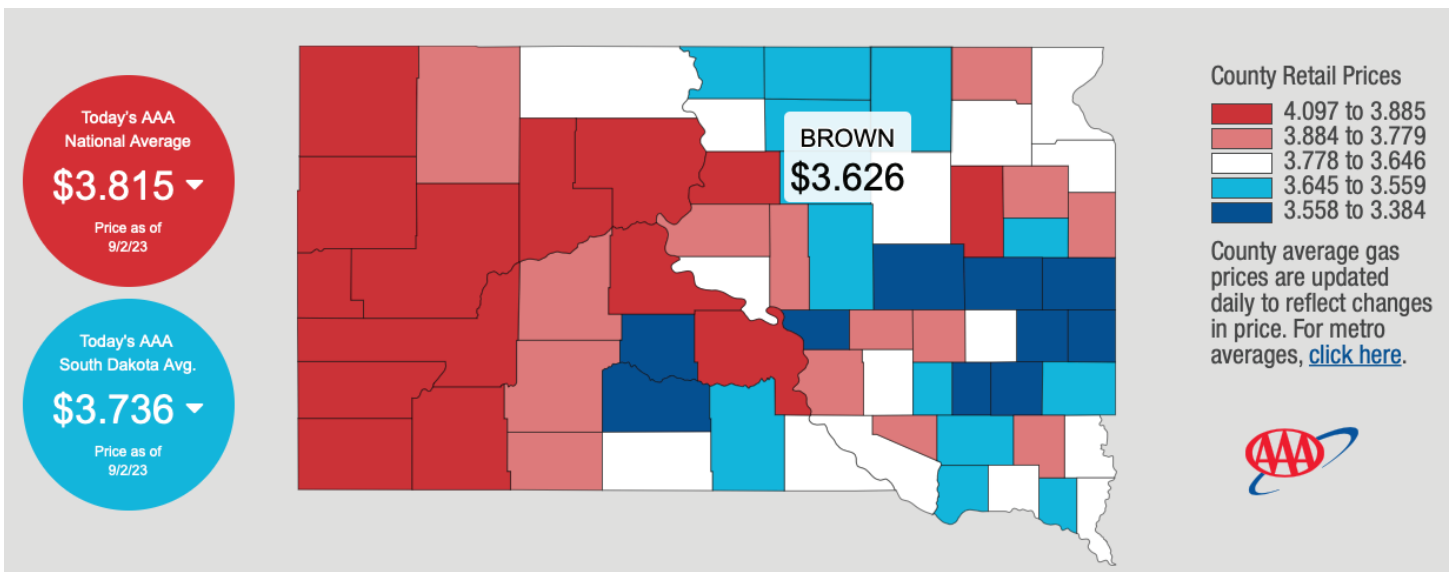 Today's AAA
National Average
$3.815
Price as of
9/2/23
Today's AAA
South Dakota Avg.
$3.736
Price as of
9/2/23
BROWN
$3.626
County Retail Prices
4.097 to 3.885
3.884 to 3.779
3.778 to 3.646
3.645 to 3.559
3.558 to 3.384
County average gas
prices are updated
daily to reflect changes
in price. For metro
averages, click here.
AAA